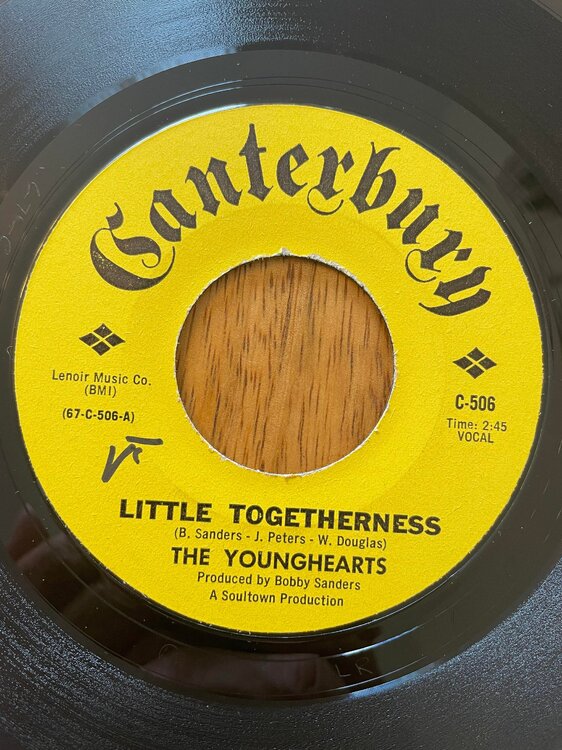 Canterbury
Lenoir Music Co.
(BMI)
(67-C-506-A)
C-506
Time: 2:45
VOCAL
LITTLE TOGETHERNESS
(B. Sanders - J. Peters - W. Douglas)
THE YOUNGHEARTS
Produced by Bobby Sanders
A Soultown Production